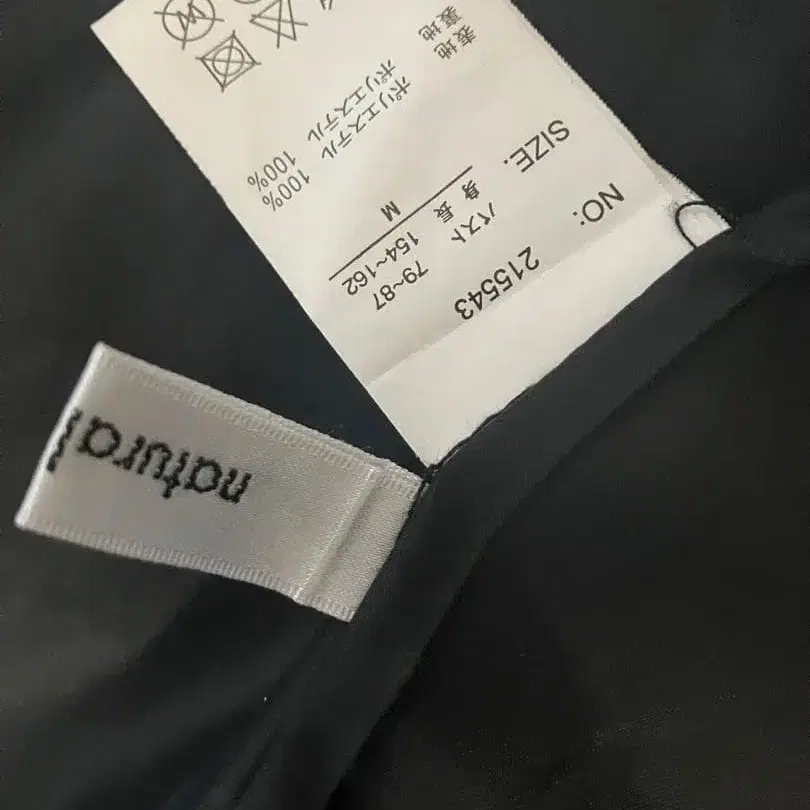 NO: 215543
SIZE.
バスト 79~87
身長 154~162
M
表地 ポリエステル 100%
裏地 ポリエステル 100%
natural